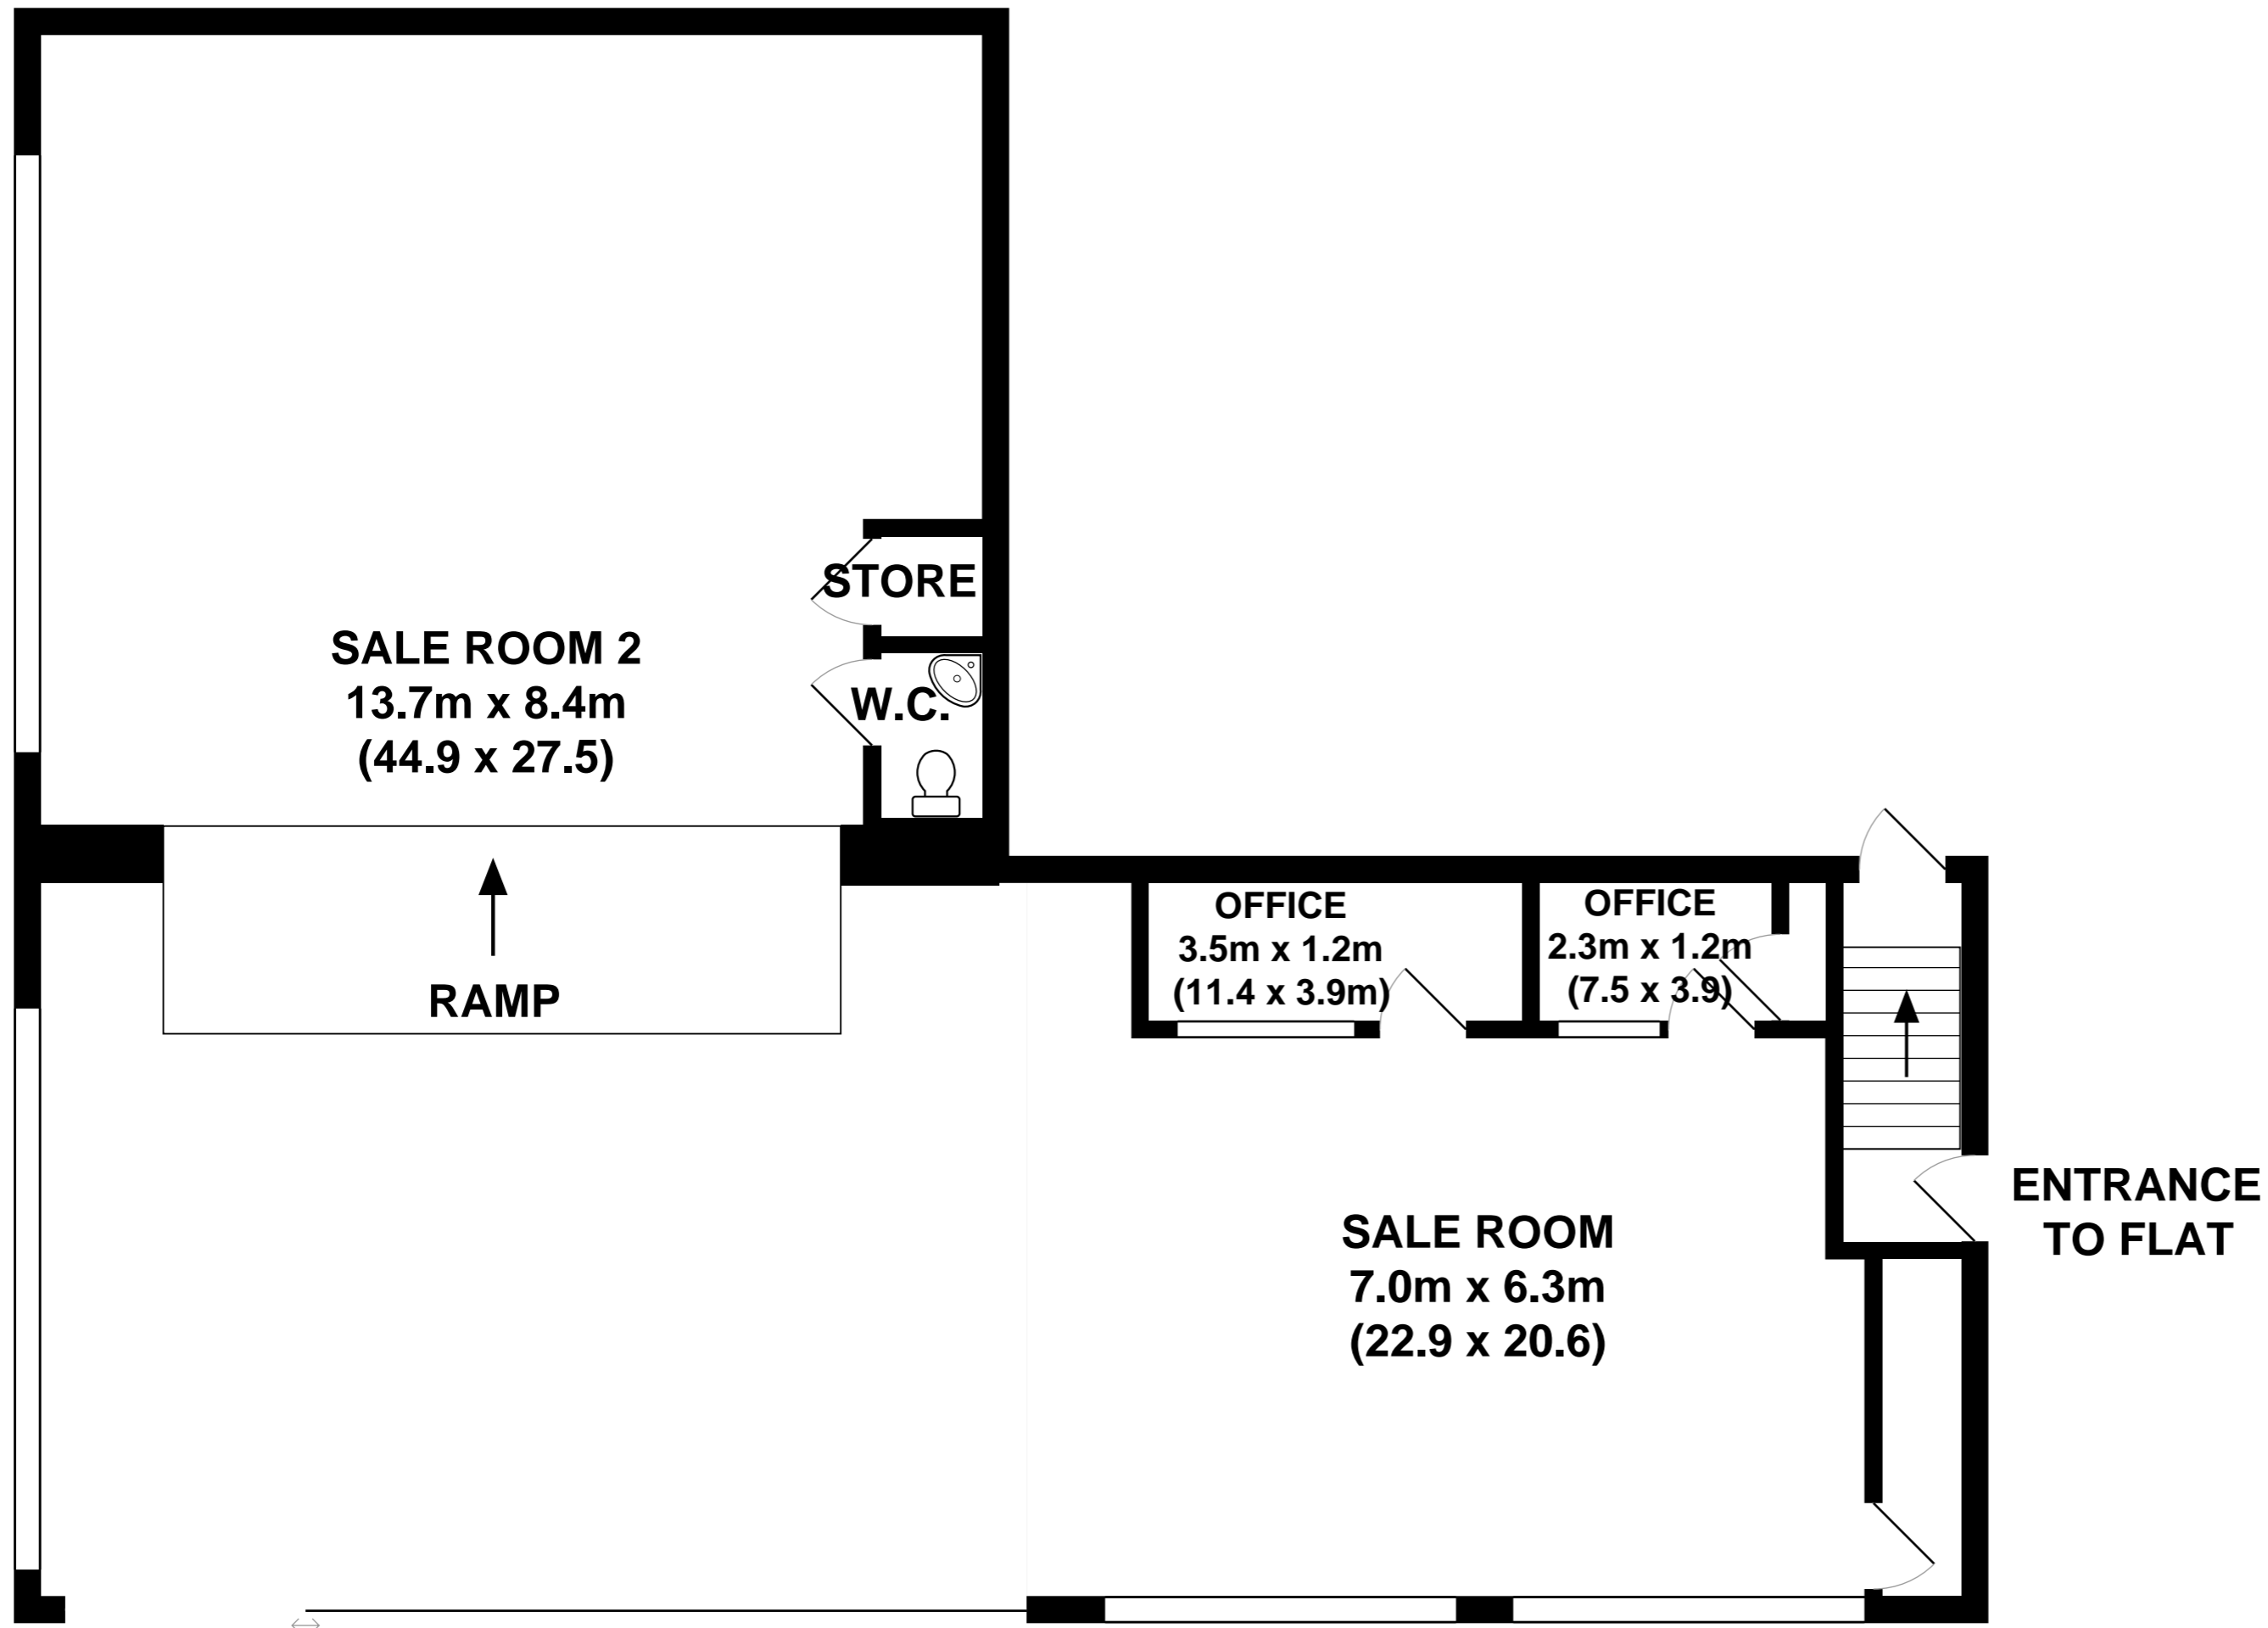 STORE
SALE ROOM 2
13.7m x 8.4m
(44.9 x 27.5)
W.C.
RAMP
OFFICE
3.5m x 1.2m
(11.4 x 3.9m)
OFFICE
2.3m x 1.2m
(7.5 x 3.9)
ENTRANCE
TO FLAT
SALE ROOM
7.0m x 6.3m
(22.9 x 20.6)